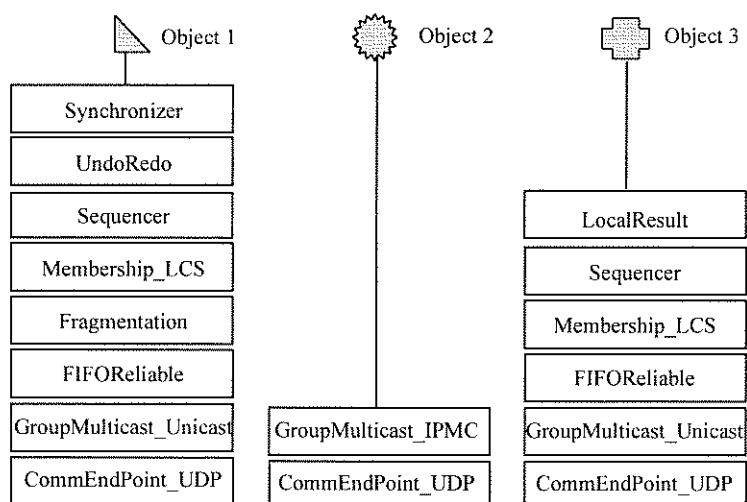 Object 1
Synchronizer
UndoRedo
Sequencer
Membership_LCS
Fragmentation
FIFOReliable
GroupMulticast_Unicast
CommEndPoint_UDP
Object 2
GroupMulticast_IPMC
CommEndPoint_UDP
Object 3
LocalResult
Sequencer
Membership_LCS
FIFOReliable
GroupMulticast_Unicast
CommEndPoint_UDP